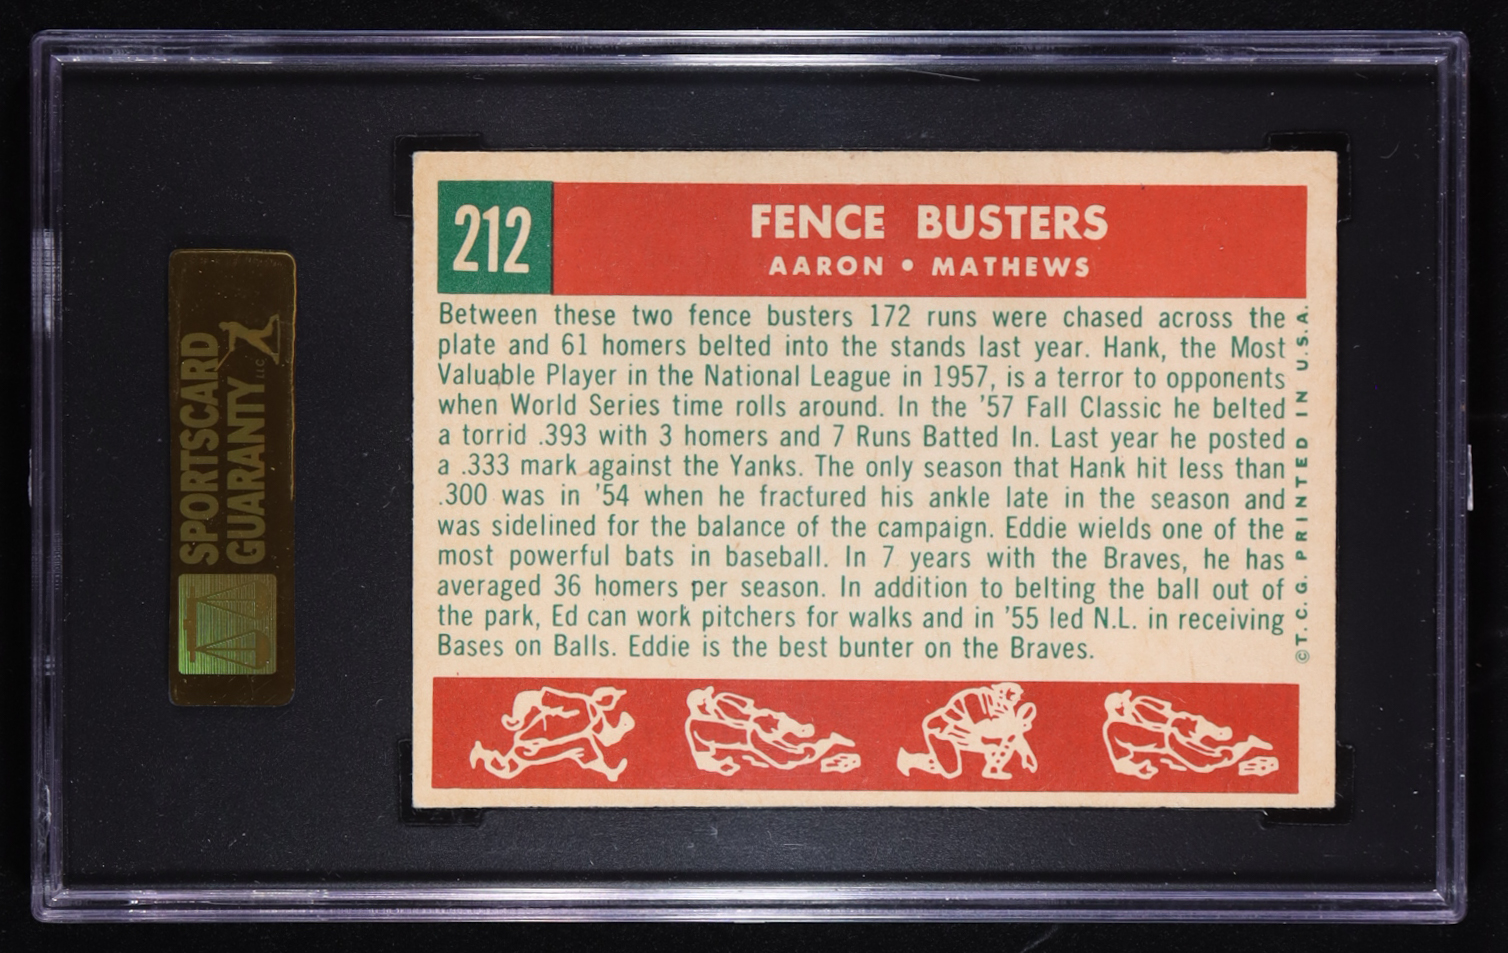 212
FENCE BUSTERS
AARON • MATHEWS
Between these two fence busters 172 runs were chased across the
plate and 61 homers belted into the stands last year. Hank, the Most
Valuable Player in the National League in 1957, is a terror to opponents
when World Series time rolls around. In the '57 Fall Classic he belted
a torrid .393 with 3 homers and 7 Runs Batted In. Last year he posted
a .333 mark against the Yanks. The only season that Hank hit less than
.300 was in '54 when he fractured his ankle late in the season and
was sidelined for the balance of the campaign. Eddie wields one of the
most powerful bats in baseball. In 7 years with the Braves, he has
averaged 36 homers per season. In addition to belting the ball out of
the park, Ed can work pitchers for walks and in '55 led N.L. in receiving
Bases on Balls. Eddie is the best bunter on the Braves.
©T.C.G. PRINTED IN U.S.A.
SPORTSCARD
GUARANTY LLC